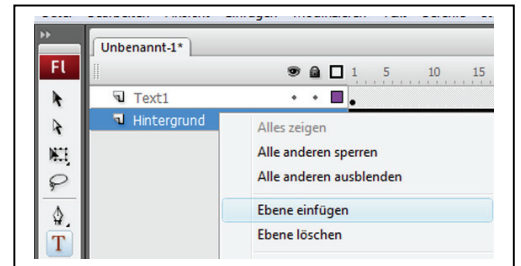 Unbenannt-1*
Fl
1 5 10 15
Text1
Hintergrund
Alles zeigen
Alle anderen sperren
Alle anderen ausblenden
Ebene einfügen
Ebene löschen
T